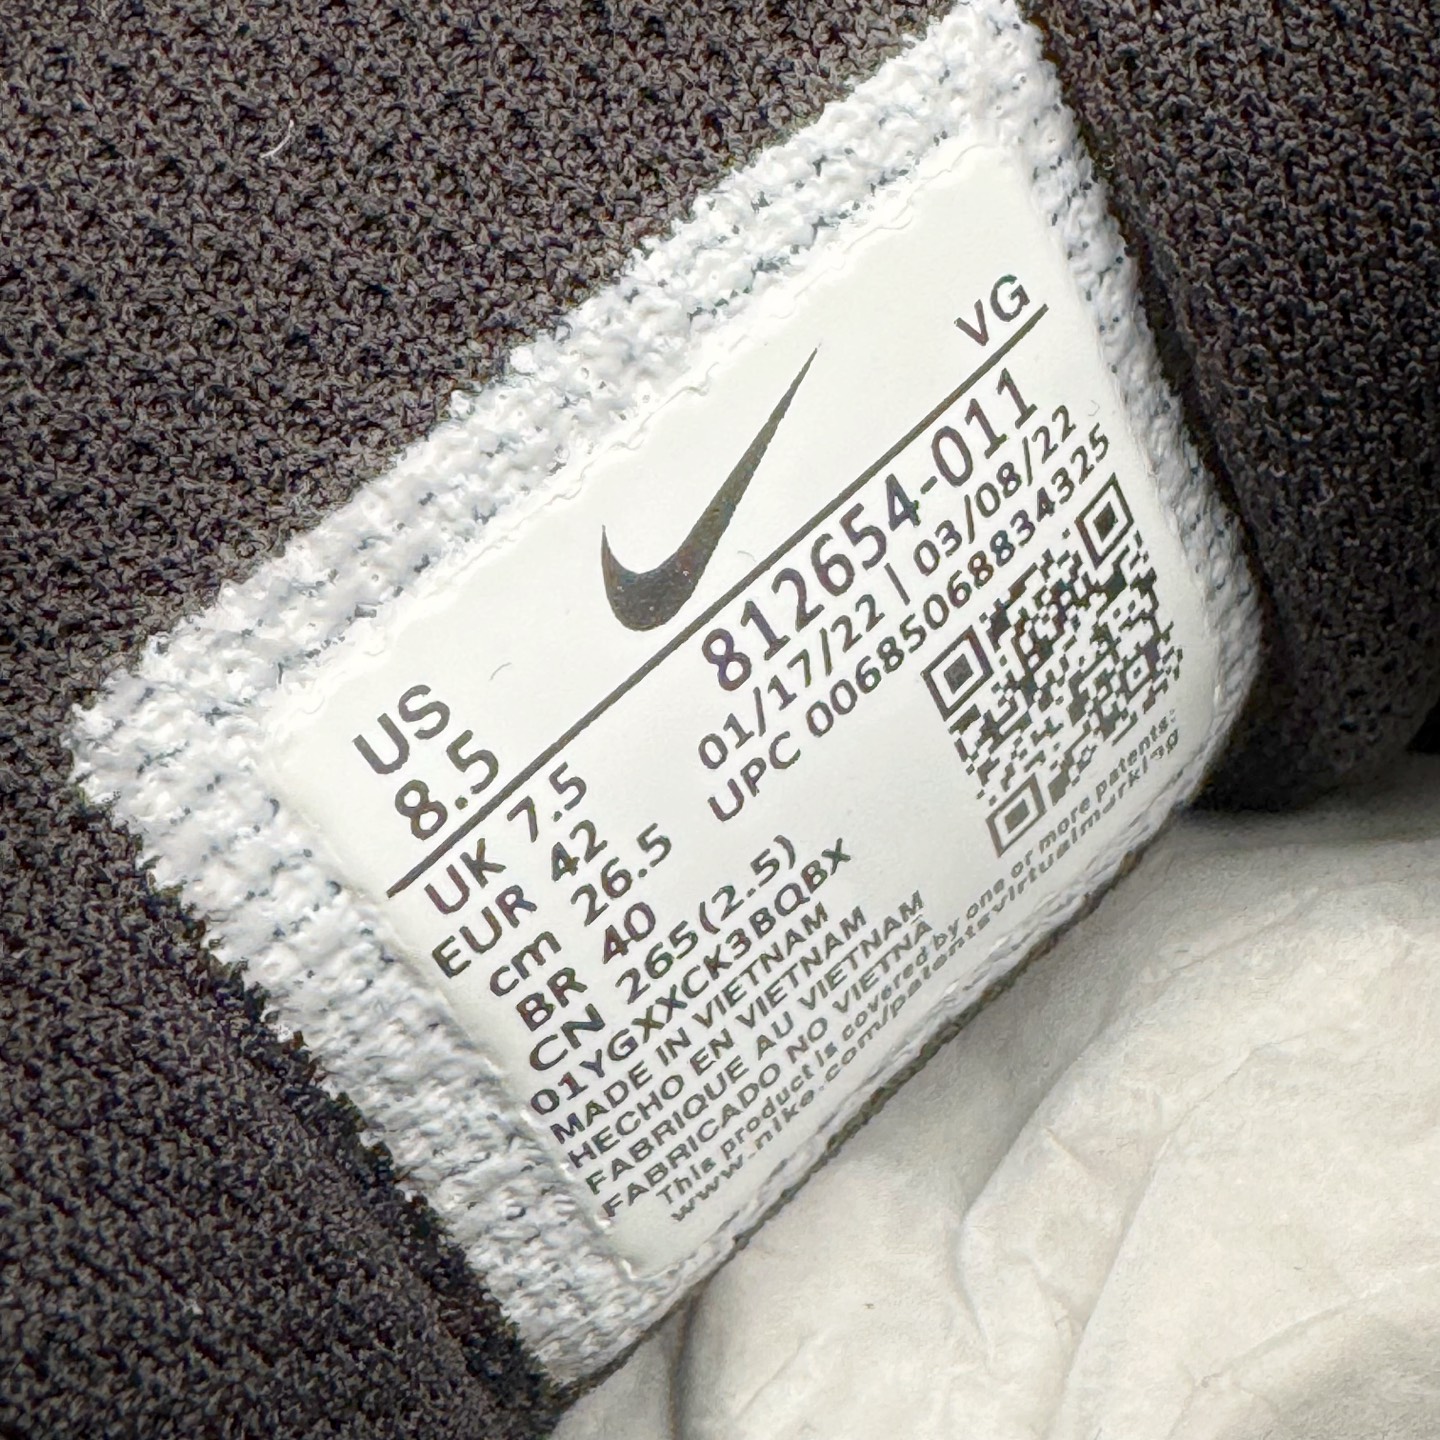 US
8.5
VG
UK 7.5
EUR 42
cm 26.5
BR 40
CN 265(2.5)
812654-011
01/17/22 | 03/08/22
UPC 00685068834325
01YGXXCK3BQBX
MADE IN VIETNAM
HECHO EN VIETNAM
FABRIQUE AU VIETNAM
FABRICADO NO VIETNÃ
This product is covered by one or more patents:
www.nike.com/patentsvirtualmarking